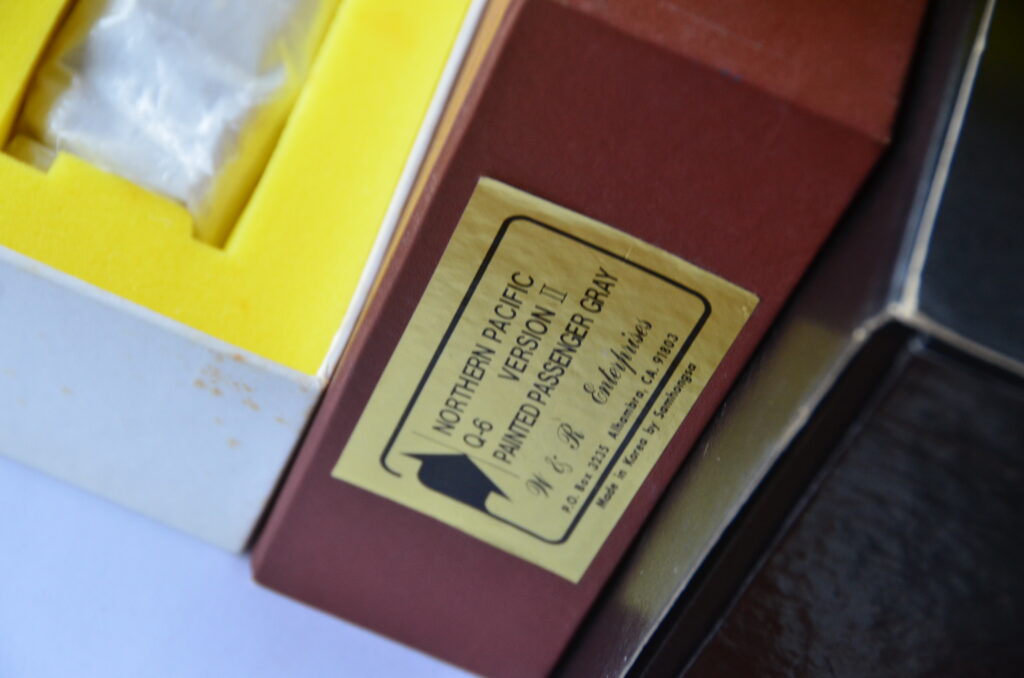 NORTHERN PACIFIC
Q-6 VERSION II
PAINTED PASSENGER GRAY
W & R Enterprises
P.O. Box 3235 Alhambra, CA. 91803
Made in Korea by Samhongsa